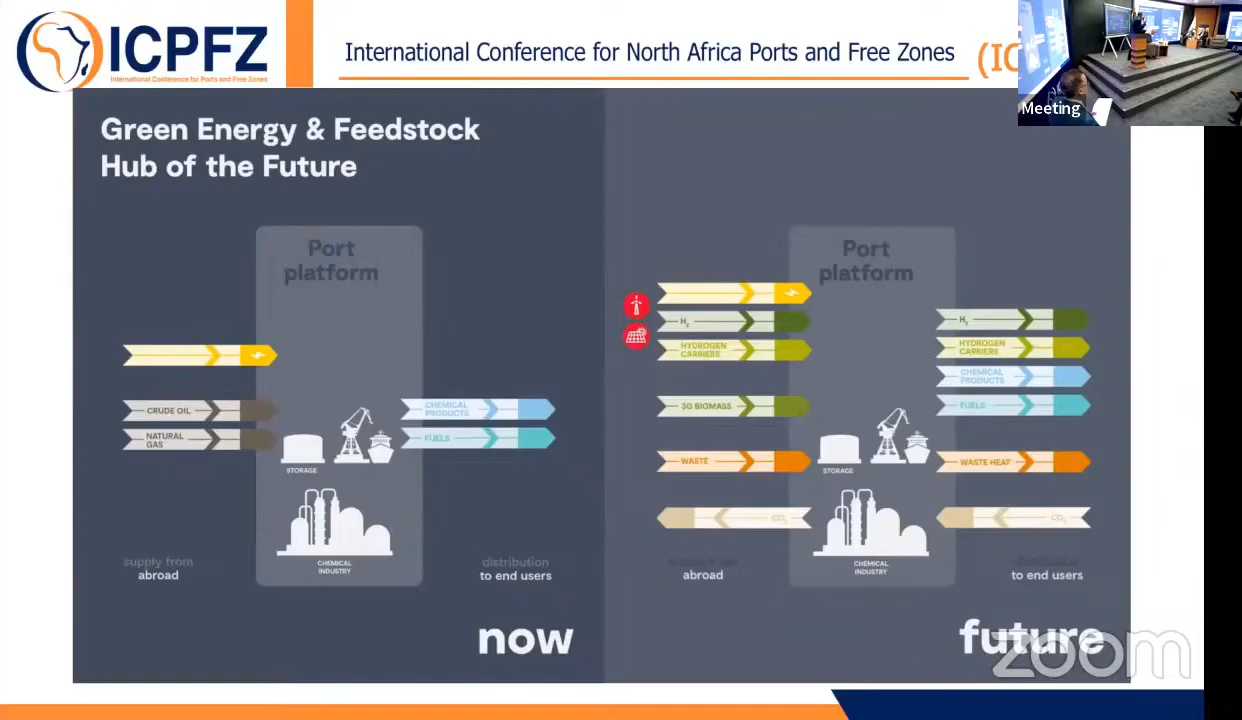 ICPFZ
International Conference for Ports and Free Zones
International Conference for North Africa Ports and Free Zones
(IC
Meeting
Green Energy & Feedstock
Hub of the Future
Port
platform
CRUDE OIL
NATURAL
GAS
CHEMICAL
PRODUCTS
FUELS
STORAGE
CHEMICAL
INDUSTRY
supply from
abroad
distribution
to end users
now
Port
platform
H₂
HYDROGEN
CARRIERS
3G BIOMASS
WASTE
CO₂
H₂
HYDROGEN
CARRIERS
CHEMICAL
PRODUCTS
FUELS
WASTE HEAT
CO₂
STORAGE
CHEMICAL
INDUSTRY
abroad
to end users
future
zoom